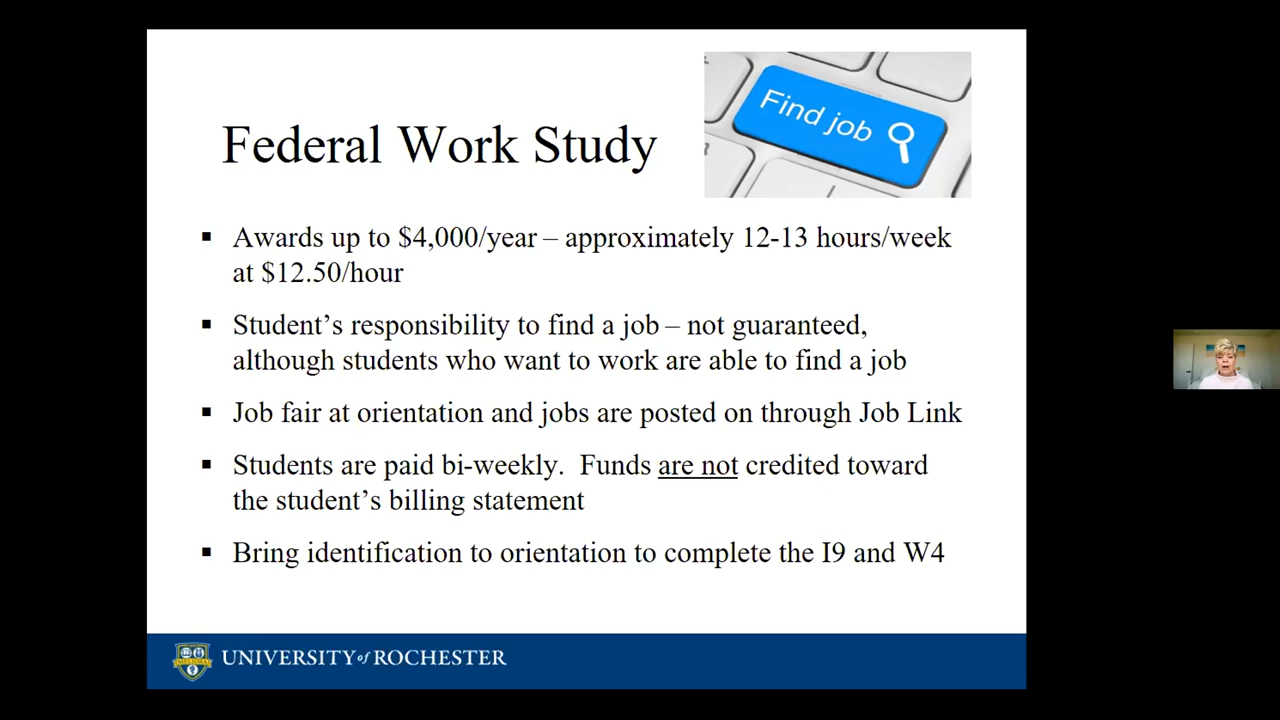 Find job
Federal Work Study
▪ Awards up to $4,000/year – approximately 12-13 hours/week
at $12.50/hour
▪ Student’s responsibility to find a job – not guaranteed,
although students who want to work are able to find a job
▪ Job fair at orientation and jobs are posted on through Job Link
▪ Students are paid bi-weekly.  Funds are not credited toward
the student’s billing statement
▪ Bring identification to orientation to complete the I9 and W4
MELIORA
UNIVERSITY of ROCHESTER